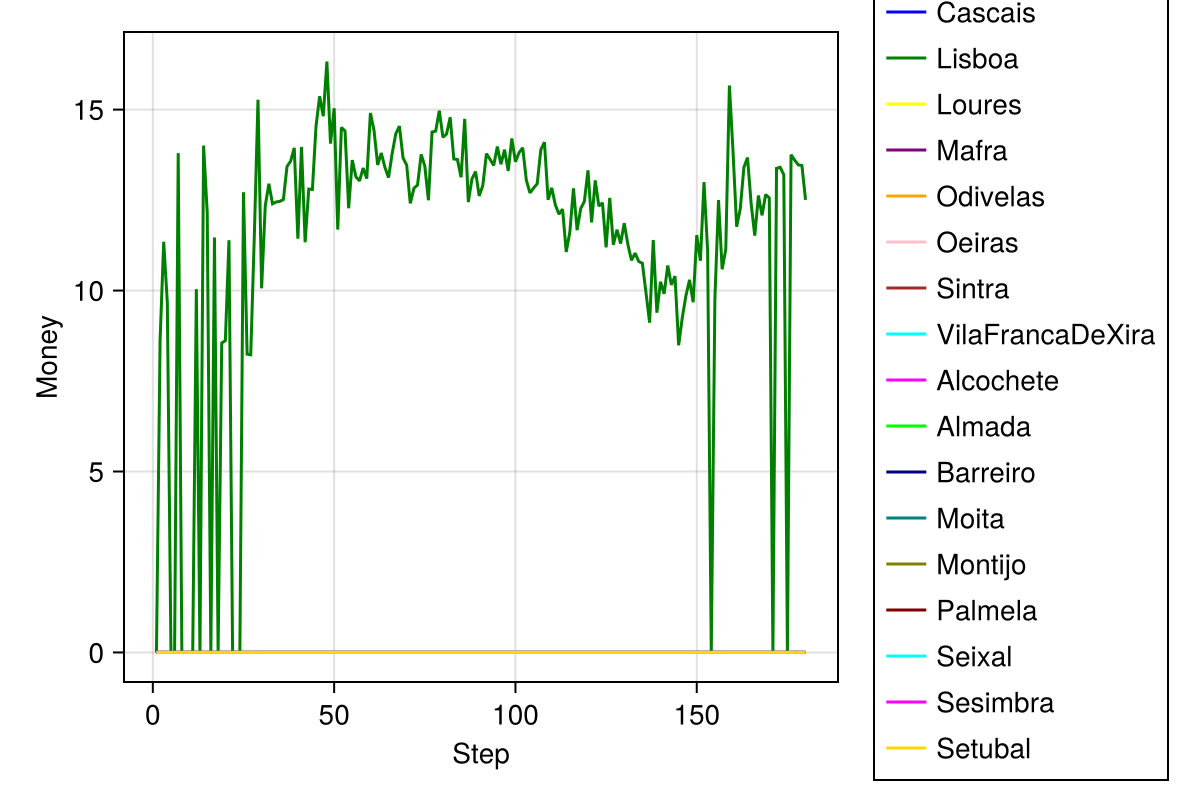 15
10
5
0
Money
0
50
100
150
Step
Cascais
Lisboa
Loures
Mafra
Odivelas
Oeiras
Sintra
VilaFrancaDeXira
Alcochete
Almada
Barreiro
Moita
Montijo
Palmela
Seixal
Sesimbra
Setubal